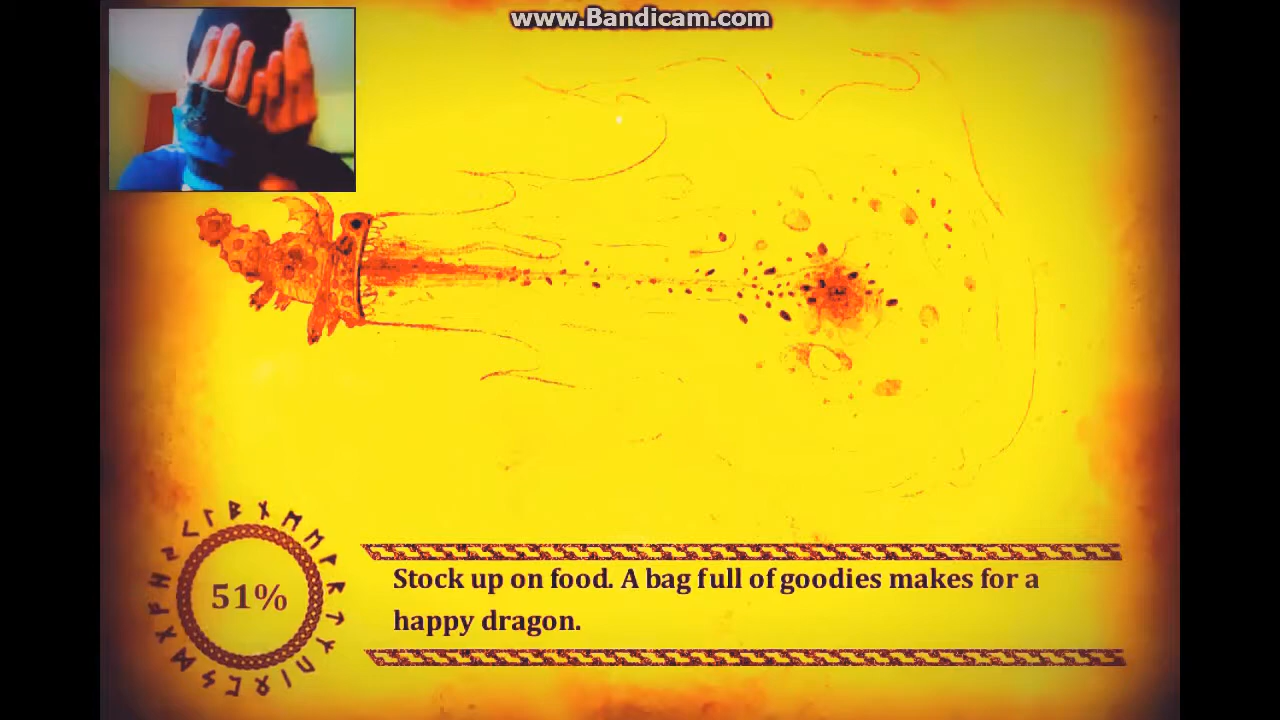 www.Bandicam.com
51%
Stock up on food. A bag full of goodies makes for a
happy dragon.